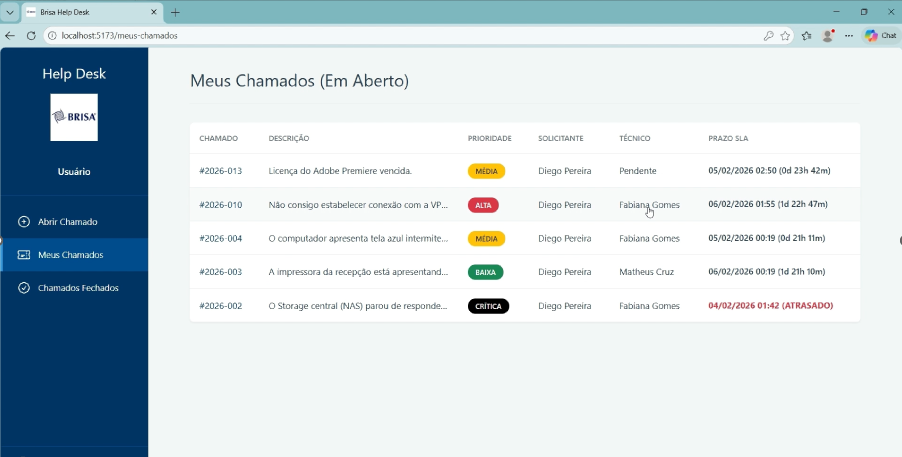 Brisa Help Desk
localhost:5173/meus-chamados
Chat
Help Desk
BRISA
Usuário
Abrir Chamado
Meus Chamados
Chamados Fechados
Meus Chamados (Em Aberto)
CHAMADO DESCRIÇÃO PRIORIDADE SOLICITANTE TÉCNICO PRAZO SLA
#2026-013 Licença do Adobe Premiere vencida. MÉDIA Diego Pereira Pendente 05/02/2026 02:50 (0d 23h 42m)
#2026-010 Não consigo estabelecer conexão com a VP... ALTA Diego Pereira Fabiana Gomes 06/02/2026 01:55 (1d 22h 47m)
#2026-004 O computador apresenta tela azul intermite... MÉDIA Diego Pereira Fabiana Gomes 05/02/2026 00:19 (0d 21h 11m)
#2026-003 A impressora da recepção está apresentand... BAIXA Diego Pereira Matheus Cruz 06/02/2026 00:19 (1d 21h 10m)
#2026-002 O Storage central (NAS) parou de responde... CRÍTICA Diego Pereira Fabiana Gomes 04/02/2026 01:42 (ATRASADO)